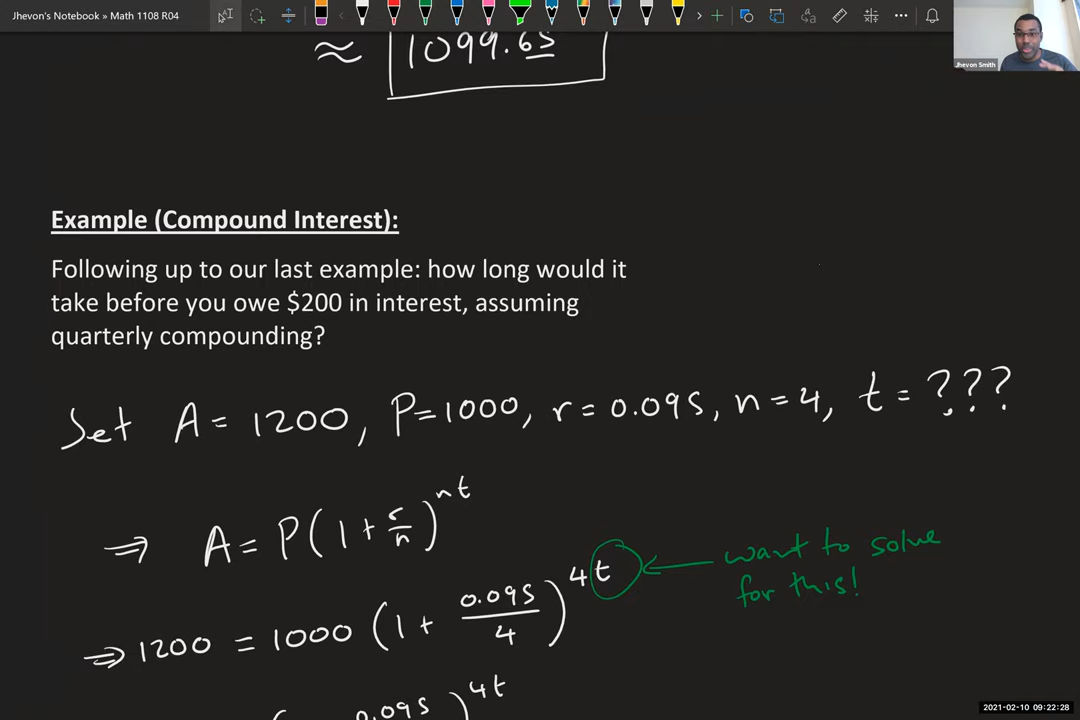 Jhevon's Notebook » Math 1108 R04
Jhevon Smith
≈ 1099.65
Example (Compound Interest):
Following up to our last example: how long would it
take before you owe $200 in interest, assuming
quarterly compounding?
Set A = 1200, P=1000, r = 0.095, n = 4, t = ???
⇒ A = P(1 + r/n)^nt
want to solve
for this!
⇒ 1200 = 1000 (1 + 0.095/4)^4t
0.095 )^4t
2021-02-10 09:22:28